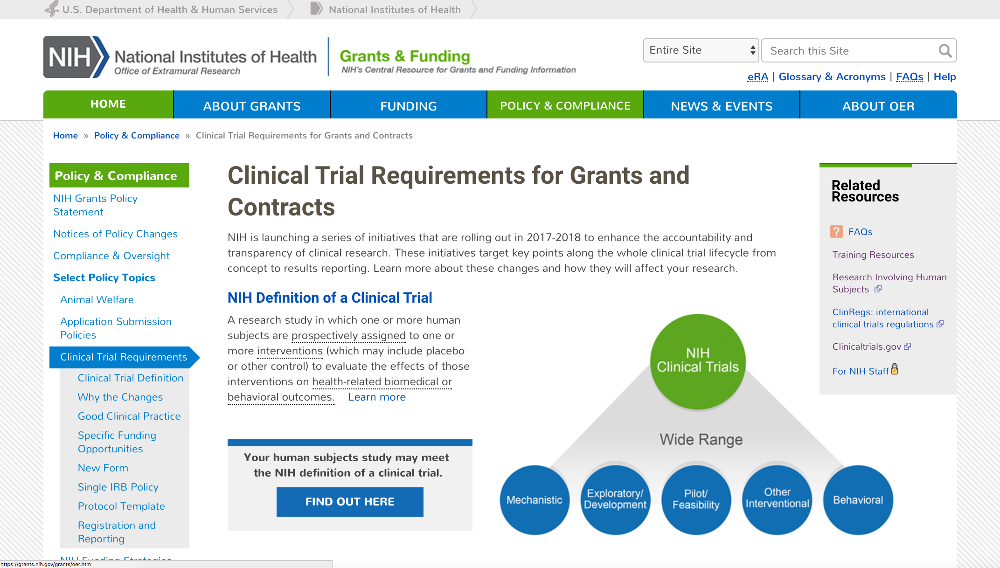 U.S. Department of Health & Human Services
National Institutes of Health
NIH
National Institutes of Health
Office of Extramural Research
Grants & Funding
NIH's Central Resource for Grants and Funding Information
Entire Site
Search this Site
eRA | Glossary & Acronyms | FAQs | Help
HOME
ABOUT GRANTS
FUNDING
POLICY & COMPLIANCE
NEWS & EVENTS
ABOUT OER
Home » Policy & Compliance » Clinical Trial Requirements for Grants and Contracts
Policy & Compliance
NIH Grants Policy
Statement
Notices of Policy Changes
Compliance & Oversight
Select Policy Topics
Animal Welfare
Application Submission
Policies
Clinical Trial Requirements
Clinical Trial Definition
Why the Changes
Good Clinical Practice
Specific Funding
Opportunities
New Form
Single IRB Policy
Protocol Template
Registration and
Reporting
NIH Funding Strategies
Clinical Trial Requirements for Grants and
Contracts
NIH is launching a series of initiatives that are rolling out in 2017-2018 to enhance the accountability and
transparency of clinical research. These initiatives target key points along the whole clinical trial lifecycle from
concept to results reporting. Learn more about these changes and how they will affect your research.
NIH Definition of a Clinical Trial
A research study in which one or more human
subjects are prospectively assigned to one or
more interventions (which may include placebo
or other control) to evaluate the effects of those
interventions on health-related biomedical or
behavioral outcomes. Learn more
Your human subjects study may meet
the NIH definition of a clinical trial.
FIND OUT HERE
NIH
Clinical Trials
Wide Range
Mechanistic
Exploratory/
Development
Pilot/
Feasibility
Other
Interventional
Behavioral
Related
Resources
? FAQs
Training Resources
Research Involving Human
Subjects
ClinRegs: international
clinical trials regulations
Clinicaltrials.gov
For NIH Staff
https://grants.nih.gov/grants/oer.htm